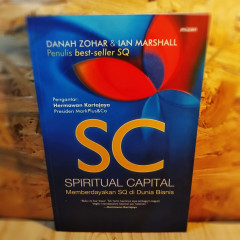 DANAH ZOHAR & IAN MARSHALL
Penulis best-seller SQ
Pengantar:
Hermawan Kartajaya
Presiden MarkPlus&Co
SC
SPIRITUAL CAPITAL
Memberdayakan SQ di Dunia Bisnis